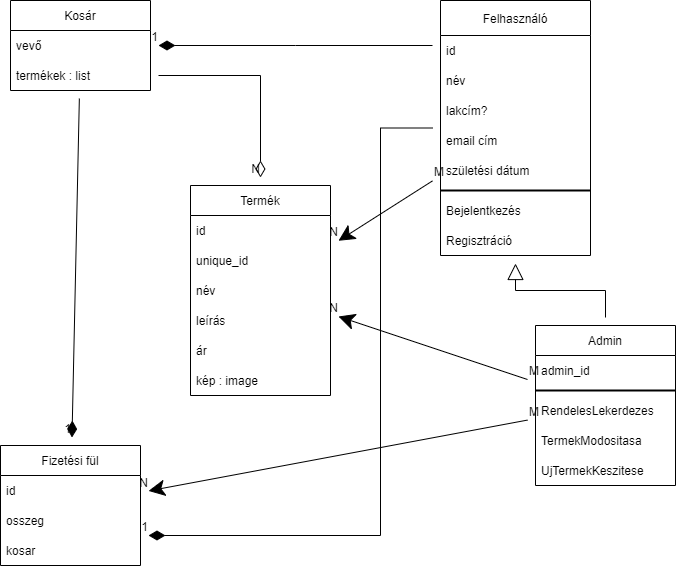 Kosár
vevő
termékek : list
1
Felhasználó
id
név
lakcím?
email cím
születési dátum
M
Bejelentkezés
Regisztráció
N
Termék
id
unique_id
név
leírás
ár
kép : image
N
N
Admin
M
admin_id
M
RendelesLekerdezes
TermekModositasa
UjTermekKeszitese
1
Fizetési fül
id
osszeg
kosar
N
1